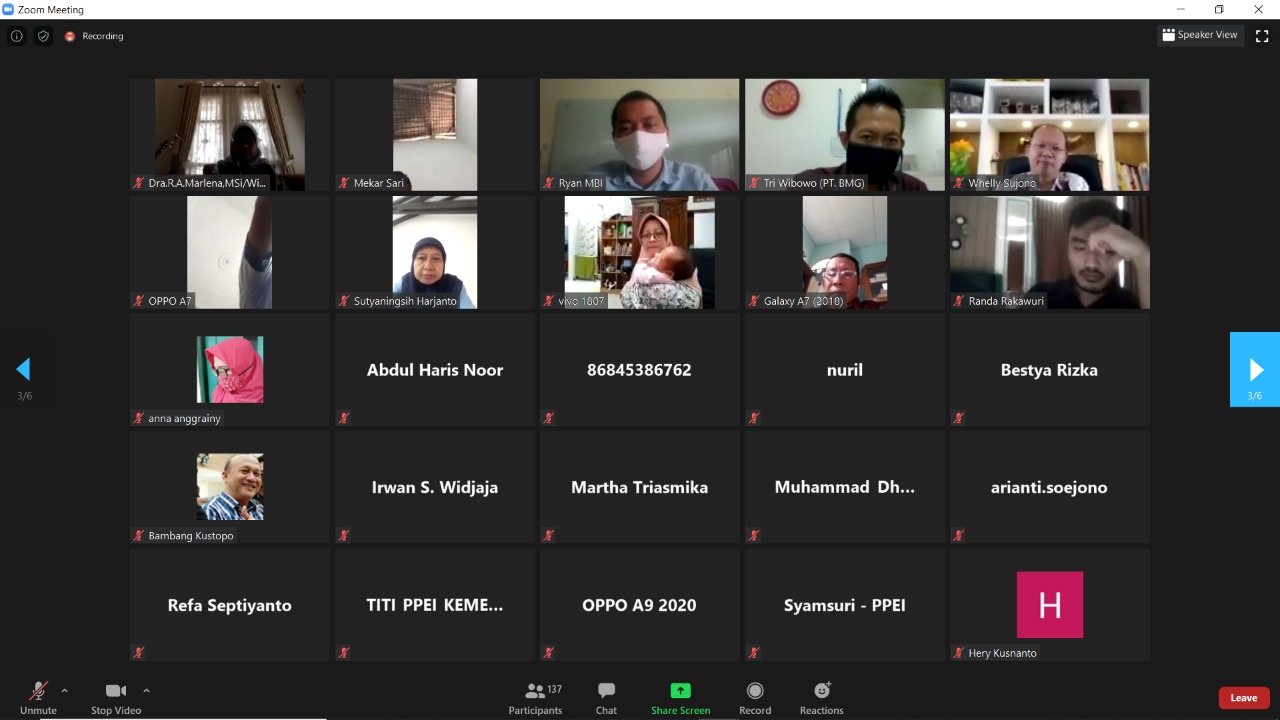 Zoom Meeting
Recording
Speaker View
Dra.R.A.Marlena,MSi/Wi...
Mekar Sari
Ryan MBI
Tri Wibowo (PT. BMG)
Whelly Sujono
OPPO A7
Sutyaningsih Harjanto
vivo 1807
Galaxy A7 (2018)
Randa Rakawuri
anna anggrainy
Abdul Haris Noor
86845386762
nuril
Bestya Rizka
3/6
3/6
Bambang Kustopo
Irwan S. Widjaja
Martha Triasmika
Muhammad Dh...
arianti.soejono
Refa Septiyanto
TITI PPEI KEME...
OPPO A9 2020
Syamsuri - PPEI
H
Hery Kusnanto
Unmute
Stop Video
137
Participants
Chat
Share Screen
Record
Reactions
Leave